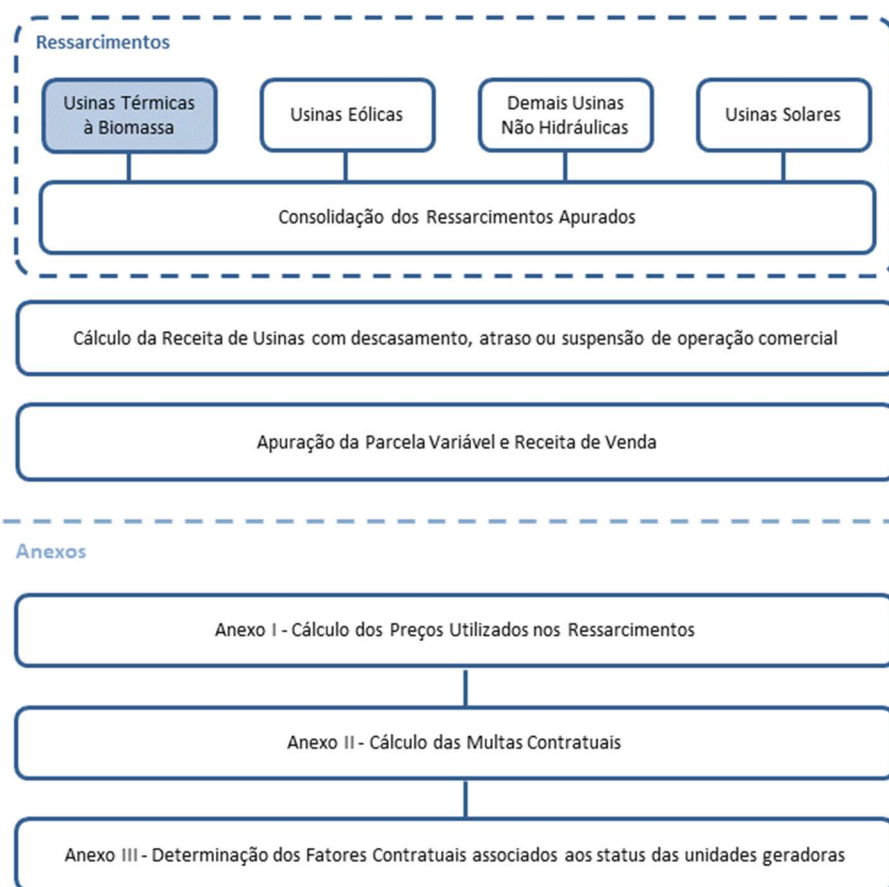 Ressarcimentos
Usinas Térmicas
à Biomassa
Usinas Eólicas
Demais Usinas
Não Hidráulicas
Usinas Solares
Consolidação dos Ressarcimentos Apurados
Cálculo da Receita de Usinas com descasamento, atraso ou suspensão de operação comercial
Apuração da Parcela Variável e Receita de Venda
Anexos
Anexo I - Cálculo dos Preços Utilizados nos Ressarcimentos
Anexo II - Cálculo das Multas Contratuais
Anexo III - Determinação dos Fatores Contratuais associados aos status das unidades geradoras